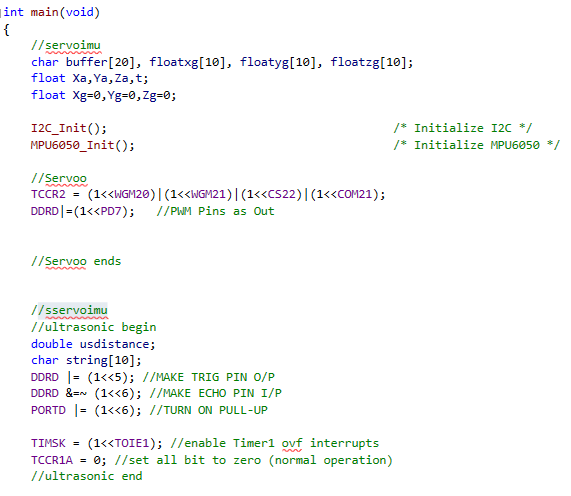 int main(void)
{
//servoimu
char buffer[20], floatxg[10], floatyg[10], floatzg[10];
float Xa,Ya,Za,t;
float Xg=0,Yg=0,Zg=0;
I2C_Init(); /* Initialize I2C */
MPU6050_Init(); /* Initialize MPU6050 */
//Servoo
TCCR2 = (1<<WGM20)|(1<<WGM21)|(1<<CS22)|(1<<COM21);
DDRD|=(1<<PD7); //PWM Pins as Out
//Servoo ends
//sservoimu
//ultrasonic begin
double usdistance;
char string[10];
DDRD |= (1<<5); //MAKE TRIG PIN O/P
DDRD &=~ (1<<6); //MAKE ECHO PIN I/P
PORTD |= (1<<6); //TURN ON PULL-UP
TIMSK = (1<<TOIE1); //enable Timer1 ovf interrupts
TCCR1A = 0; //set all bit to zero (normal operation)
//ultrasonic end